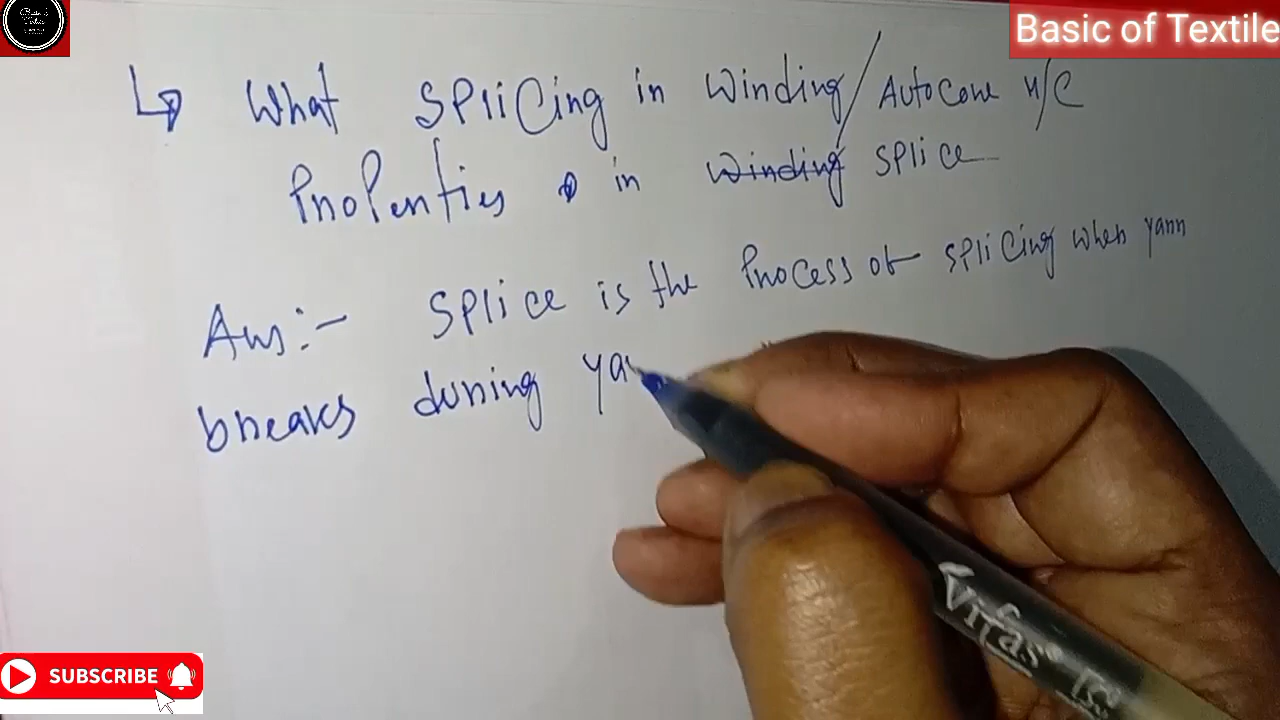 Basic of Textile
↳ What SPliCing in Winding/Autocone M/C
Properties in Winding SPlice
Ans:- SPlice is the Process of SpliCing when yarn
breaks during ya
Vifas
SUBSCRIBE